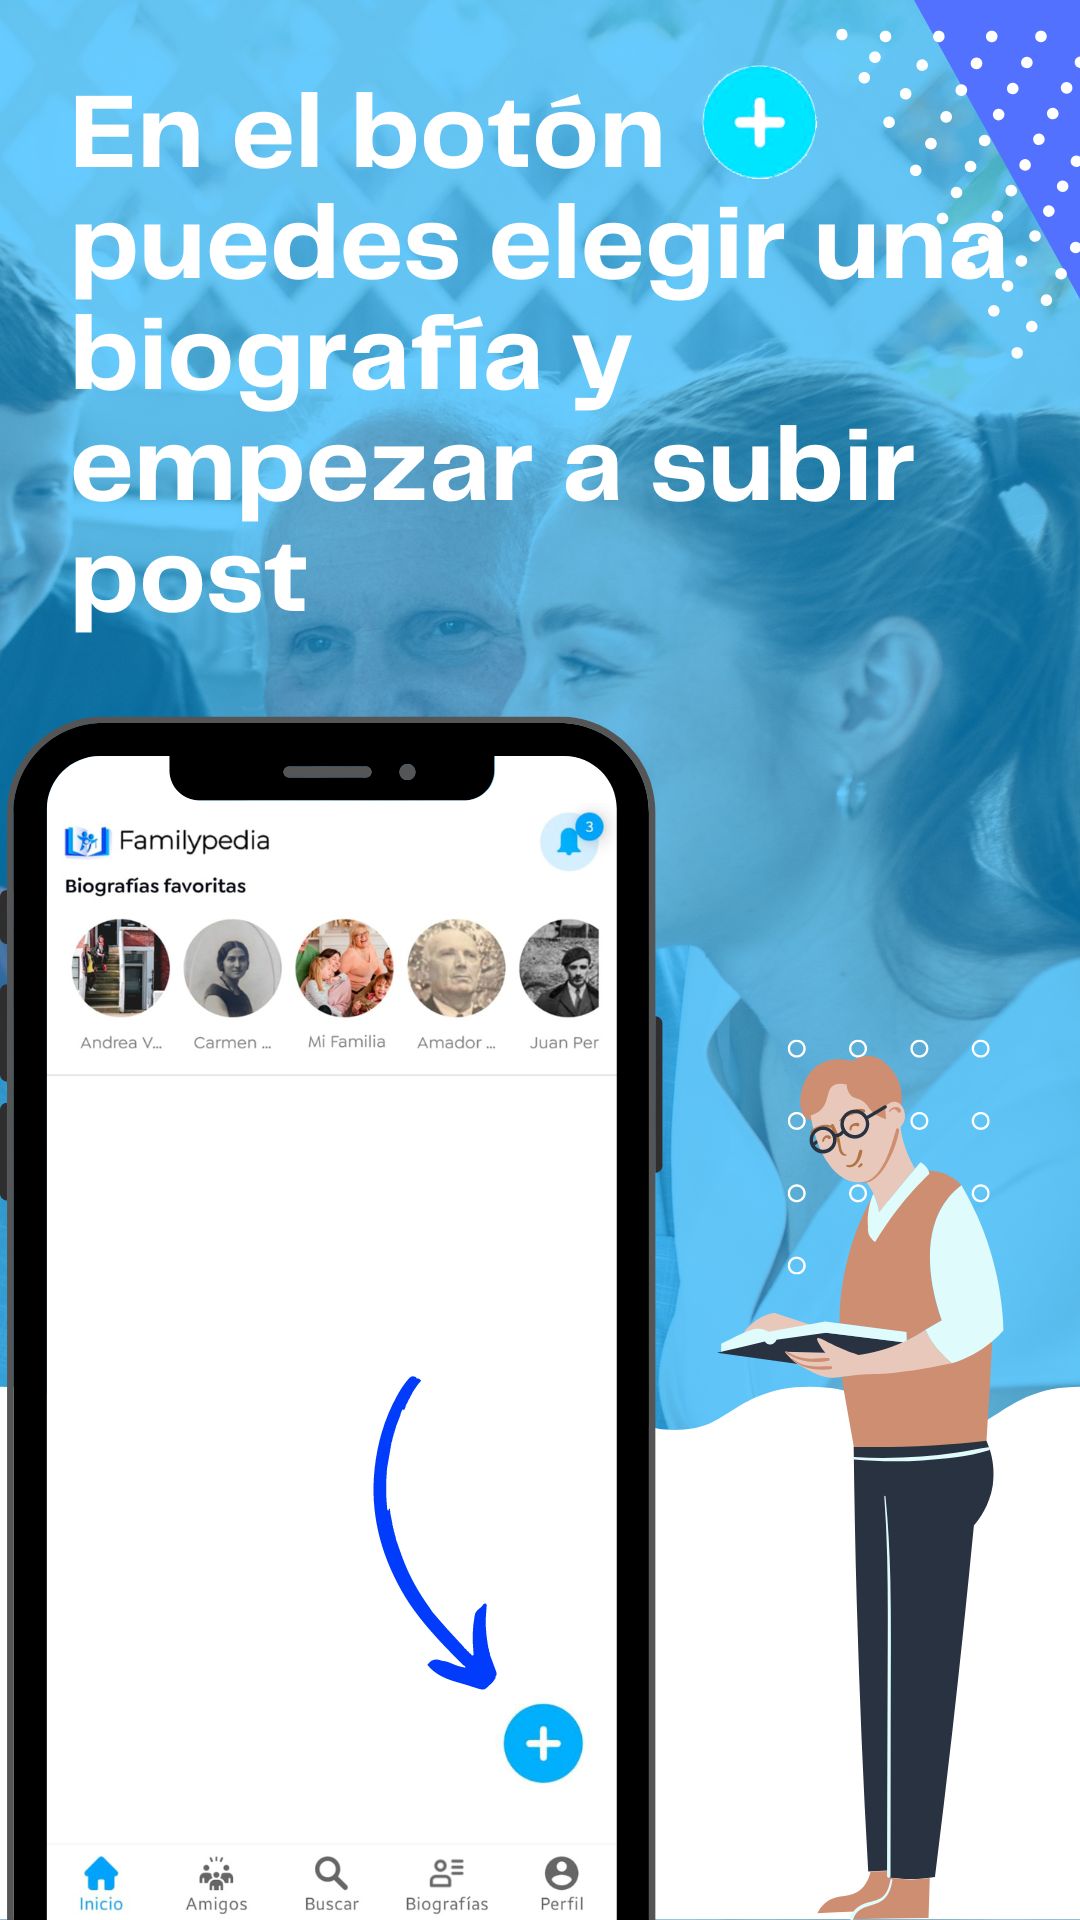 En el botón
puedes elegir una
biografía y
empezar a subir
post
Familypedia
3
Biografías favoritas
Andrea V...
Carmen ...
Mi Familia
Amador ...
Juan Per
Inicio
Amigos
Buscar
Biografías
Perfil